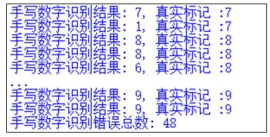 手写数字识别结果: 7, 真实标记 :7
手写数字识别结果: 1, 真实标记 :7
手写数字识别结果: 8, 真实标记 :8
手写数字识别结果: 8, 真实标记 :8
手写数字识别结果: 6, 真实标记 :8
...
手写数字识别结果: 9, 真实标记 :9
手写数字识别结果: 9, 真实标记 :9
手写数字识别错误总数: 48